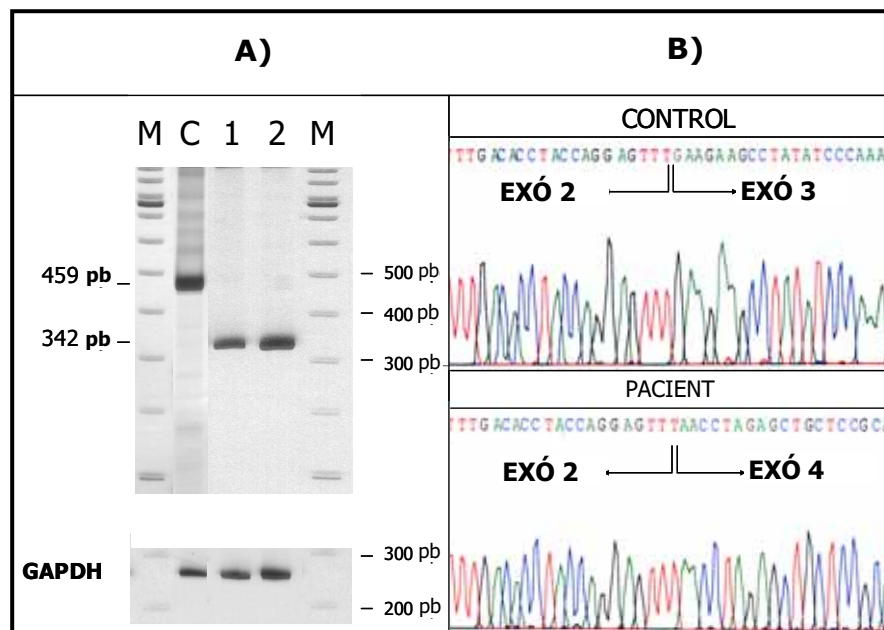 A)
B)
M C 1 2 M
459 pb
342 pb
500 pb
400 pb
300 pb
GAPDH
300 pb
200 pb
CONTROL
TTGACACCTACCAGGAGTTTGAAGAAGCCTATATCCCAAA
EXÓ 2
EXÓ 3
PACIENT
TTGACACCTACCAGGAGTTTAACCTAGAGCTGCTCCGC
EXÓ 2
EXÓ 4